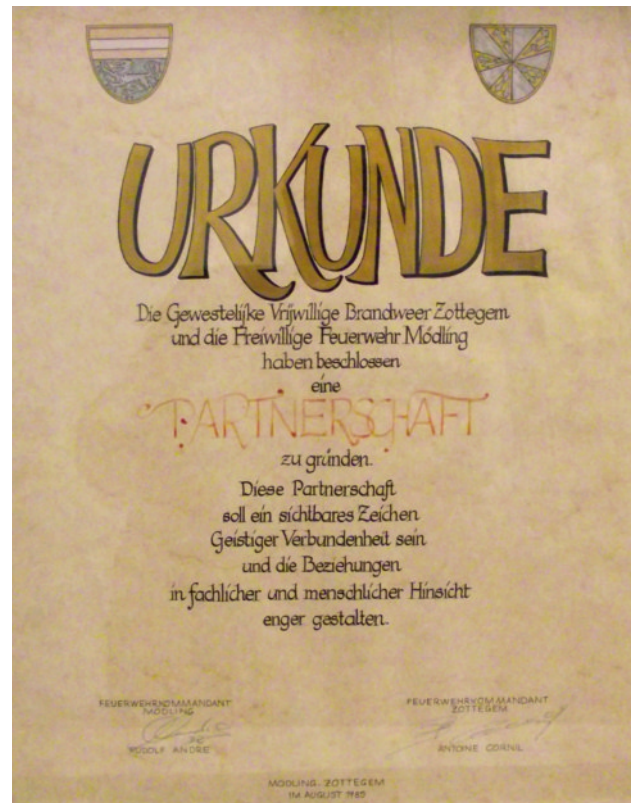 URKUNDE
Die Gewestelijke Vrijwillige Brandweer Zottegem
und die Freiwillige Feuerwehr Mödling
haben beschlossen
eine
PARTNERSCHAFT
zu gründen.
Diese Partnerschaft
soll ein sichtbares Zeichen
Geistiger Verbundenheit sein
und die Beziehungen
in fachlicher und menschlicher Hinsicht
enger gestalten.
FEUERWEHRKOMMANDANT
MÖDLING
RUDOLF ANDRE
FEUERWEHRKOMMANDANT
ZOTTEGEM
ANTOINE CORNIL
MÖDLING, ZOTTEGEM
IM AUGUST 1985